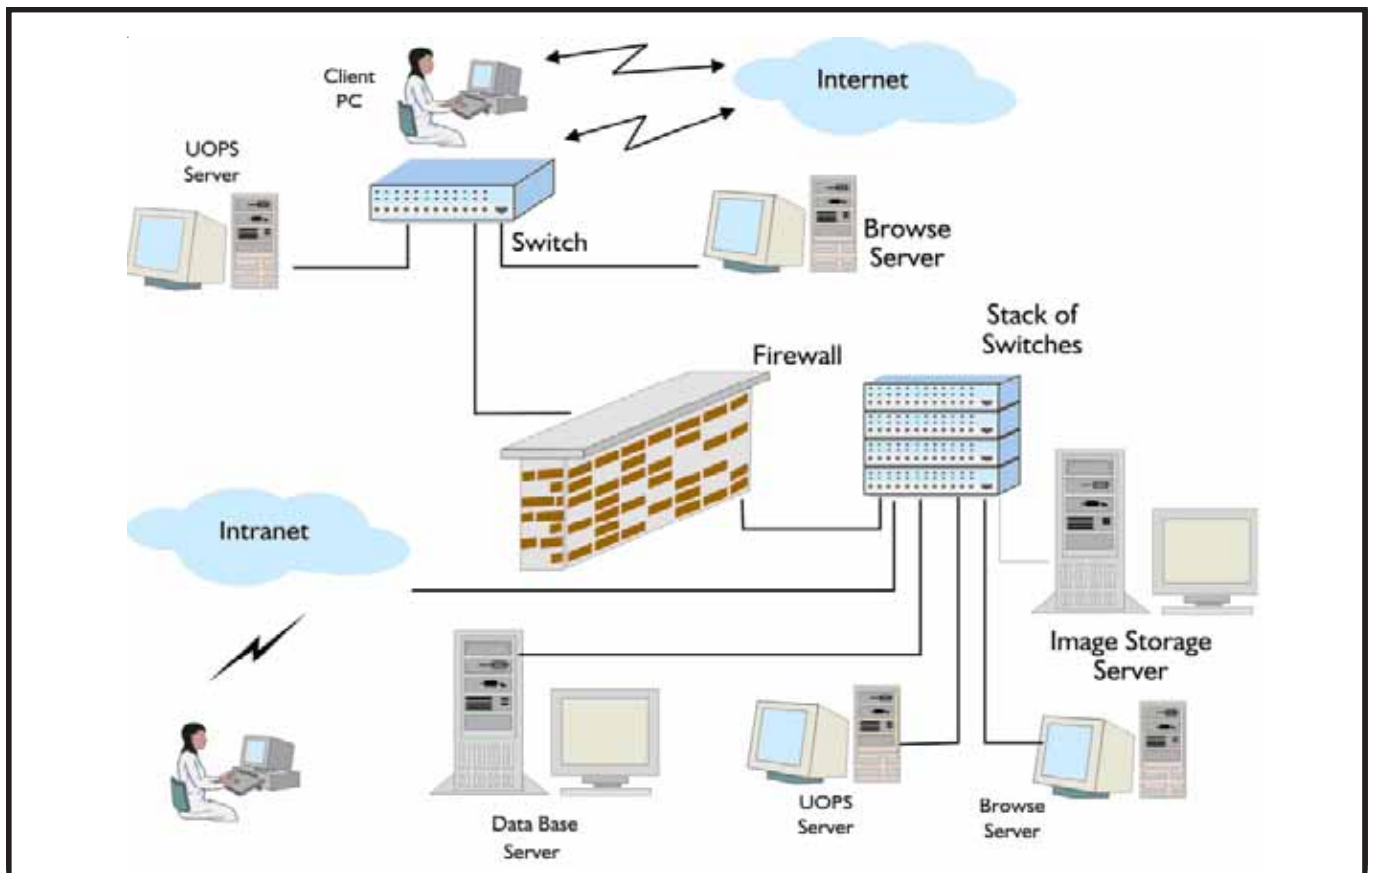 Client
PC
Internet
UOPS
Server
Switch
Browse
Server
Stack of
Switches
Firewall
Intranet
Image Storage
Server
Data Base
Server
UOPS
Server
Browse
Server